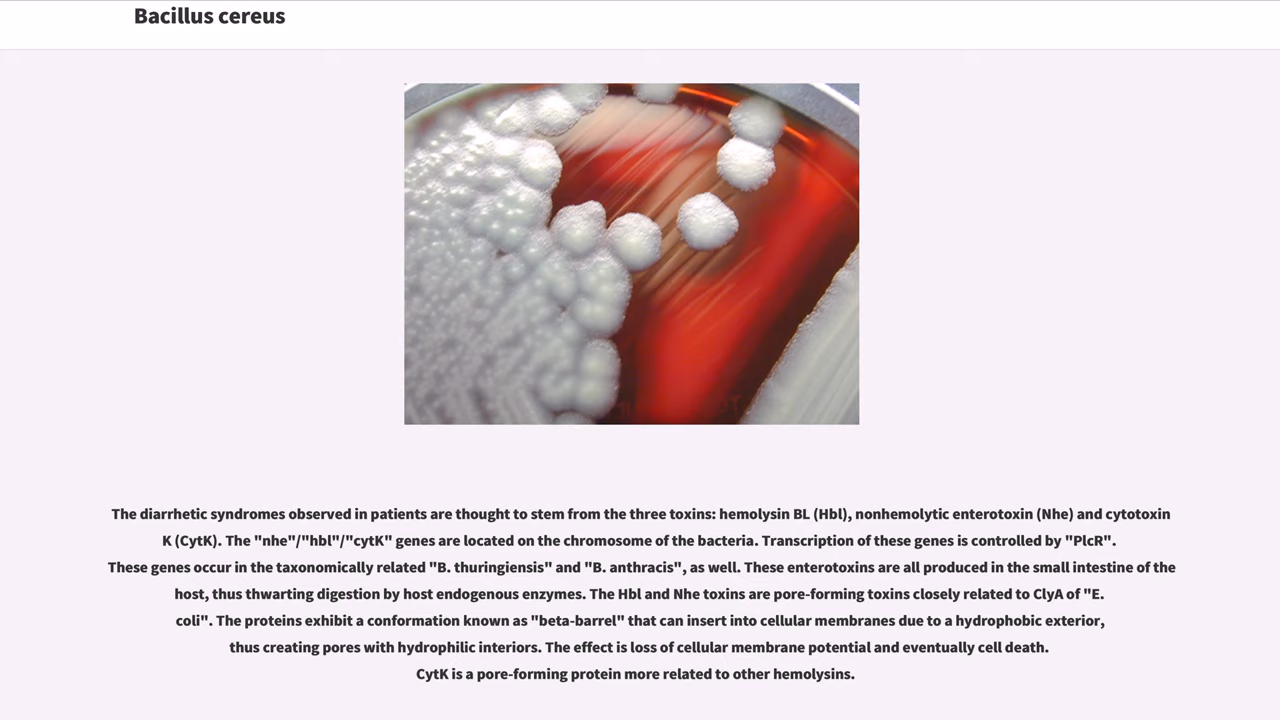 Bacillus cereus
The diarrhetic syndromes observed in patients are thought to stem from the three toxins: hemolysin BL (Hbl), nonhemolytic enterotoxin (Nhe) and cytotoxin
K (CytK). The "nhe"/"hbl"/"cytK" genes are located on the chromosome of the bacteria. Transcription of these genes is controlled by "PlcR".
These genes occur in the taxonomically related "B. thuringiensis" and "B. anthracis", as well. These enterotoxins are all produced in the small intestine of the
host, thus thwarting digestion by host endogenous enzymes. The Hbl and Nhe toxins are pore-forming toxins closely related to ClyA of "E.
coli". The proteins exhibit a conformation known as "beta-barrel" that can insert into cellular membranes due to a hydrophobic exterior,
thus creating pores with hydrophilic interiors. The effect is loss of cellular membrane potential and eventually cell death.
CytK is a pore-forming protein more related to other hemolysins.